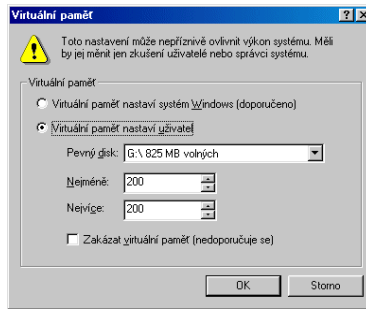 Virtuální paměť
Toto nastavení může nepříznivě ovlivnit výkon systému. Měli
by jej měnit jen zkušení uživatelé nebo správci systému.
Virtuální paměť
Virtuální paměť nastaví systém Windows (doporučeno)
Virtuální paměť nastaví uživatel
Pevný disk: G:\ 825 MB volných
Nejméně: 200
Nejvíce: 200
Zakázat virtuální paměť (nedoporučuje se)
OK Storno